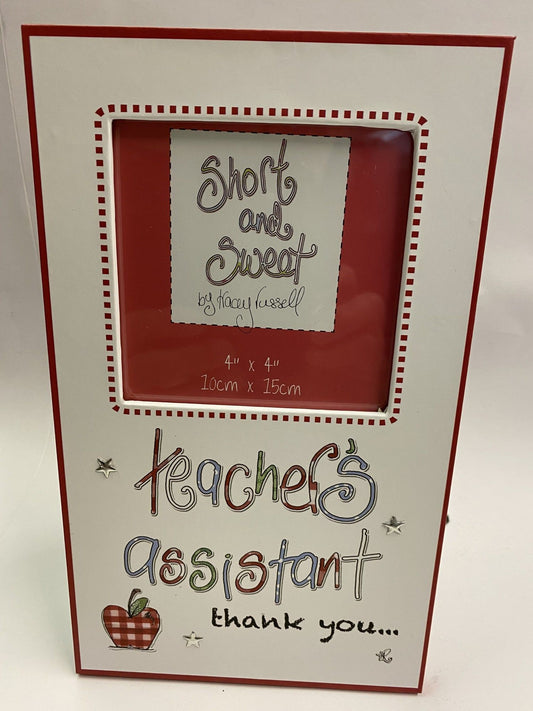 Short
and
Sweet
by Tracey Russell
4" x 4"
10cm x 15cm
teacher's
assistant
thank you...